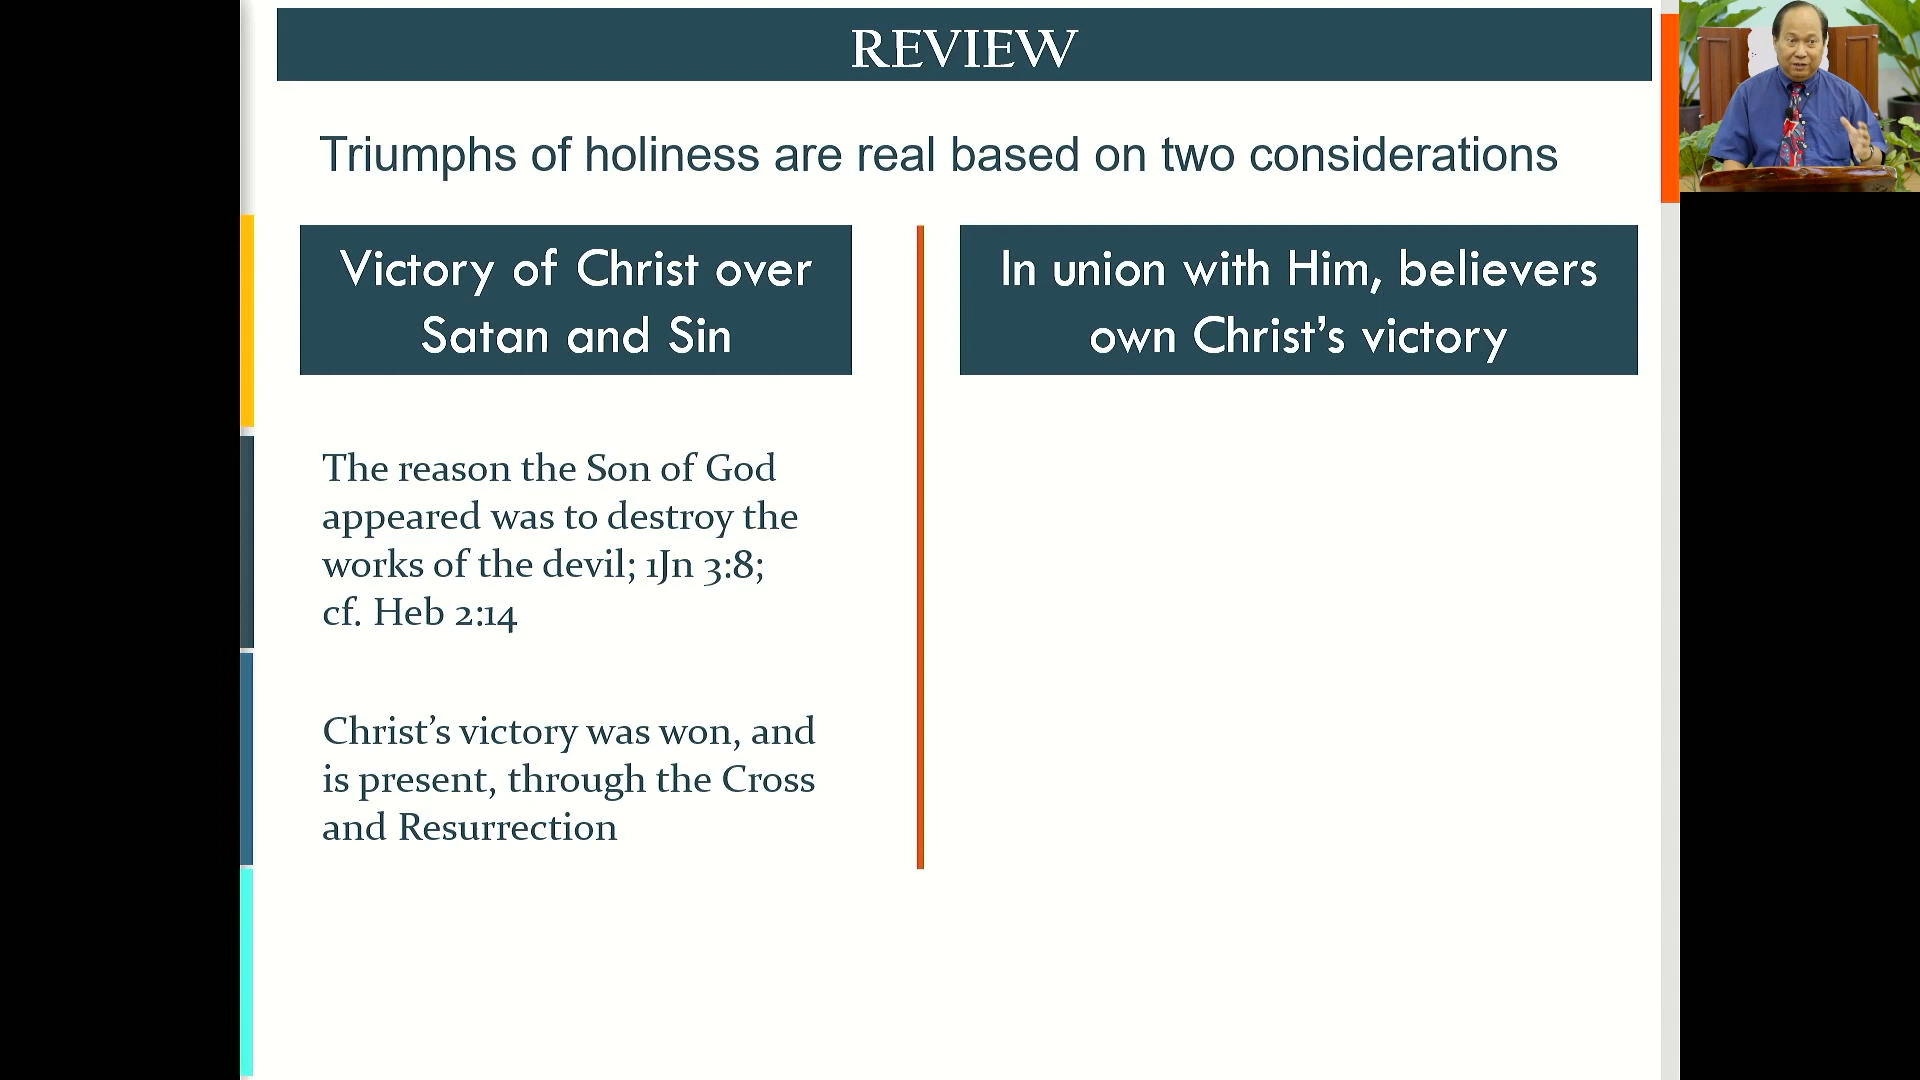 REVIEW
Triumphs of holiness are real based on two considerations
Victory of Christ over
Satan and Sin
The reason the Son of God
appeared was to destroy the
works of the devil; 1Jn 3:8;
cf. Heb 2:14
Christ’s victory was won, and
is present, through the Cross
and Resurrection
In union with Him, believers
own Christ’s victory